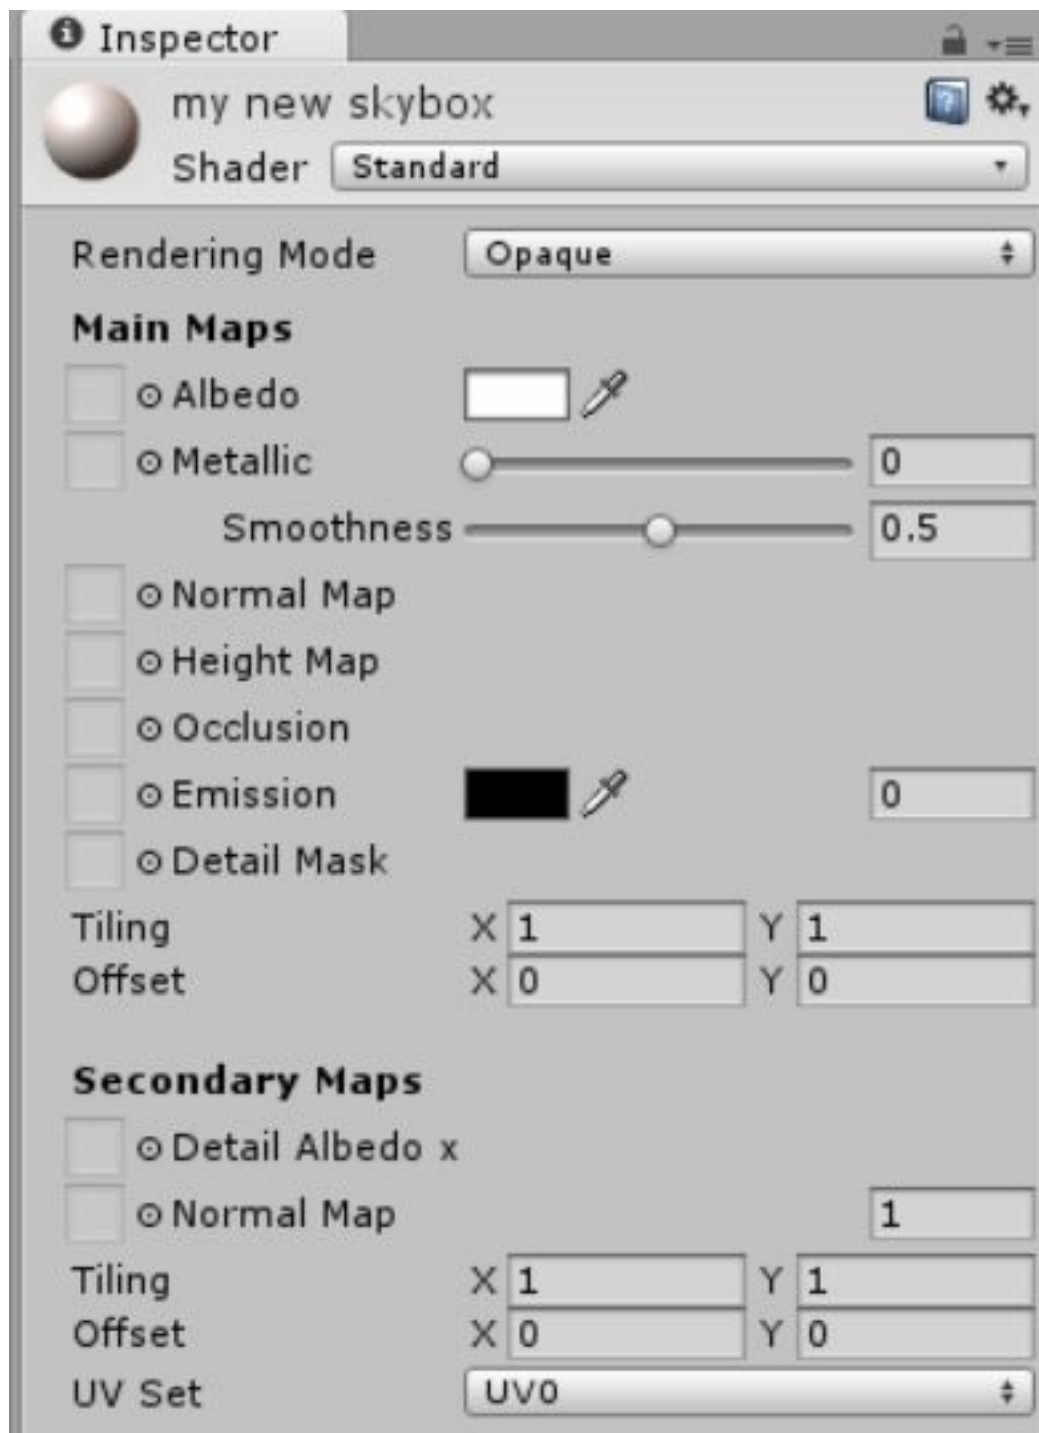 Inspector
my new skybox
Shader Standard
Rendering Mode Opaque
Main Maps
Albedo
Metallic 0
Smoothness 0.5
Normal Map
Height Map
Occlusion
Emission 0
Detail Mask
Tiling X 1 Y 1
Offset X 0 Y 0
Secondary Maps
Detail Albedo x
Normal Map 1
Tiling X 1 Y 1
Offset X 0 Y 0
UV Set UV0